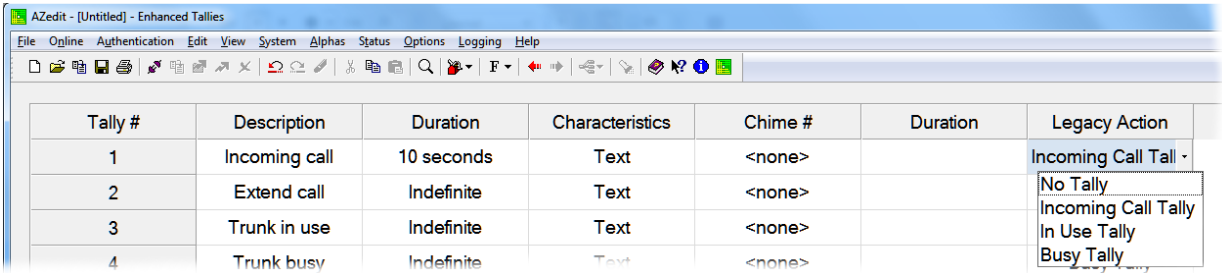 AZedit - [Untitled] - Enhanced Tallies
File Online Authentication Edit View System Alphas Status Options Logging Help
F
Tally # Description Duration Characteristics Chime # Duration Legacy Action
1 Incoming call 10 seconds Text <none> Incoming Call Tall
2 Extend call Indefinite Text <none>
3 Trunk in use Indefinite Text <none>
4 Trunk busy Indefinite Text <none> Busy Tally
No Tally
Incoming Call Tally
In Use Tally
Busy Tally